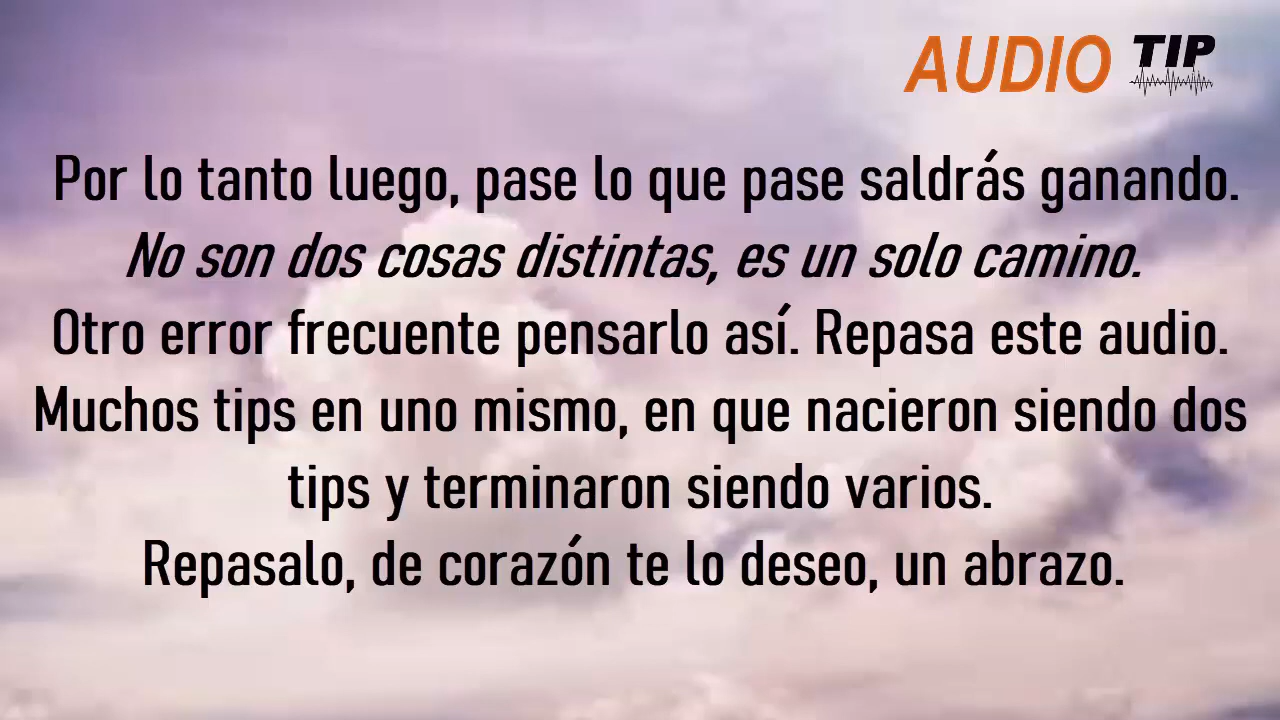 AUDIO TIP
Por lo tanto luego, pase lo que pase saldrás ganando.
No son dos cosas distintas, es un solo camino.
Otro error frecuente pensarlo así. Repasa este audio.
Muchos tips en uno mismo, en que nacieron siendo dos
tips y terminaron siendo varios.
Repasalo, de corazón te lo deseo, un abrazo.